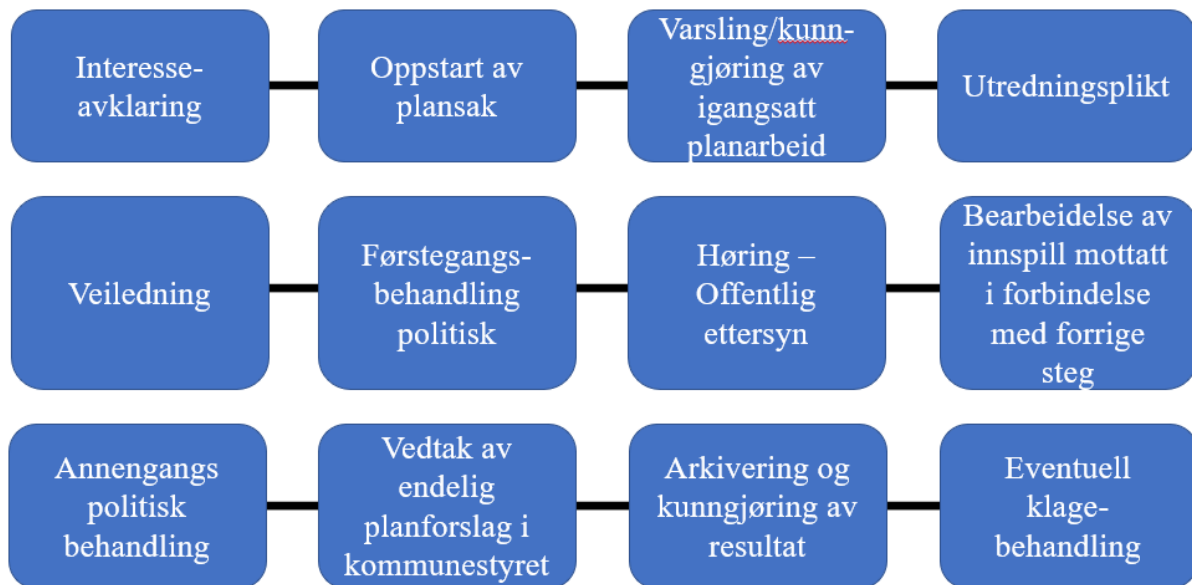 Interesse-
avklaring
Oppstart av
plansak
Varsling/kunn-
gjøring av
igangsatt
planarbeid
Utredningsplikt
Veiledning
Førstegangs-
behandling
politisk
Høring –
Offentlig
ettersyn
Bearbeidelse av
innspill mottatt
i forbindelse
med forrige
steg
Annengangs
politisk
behandling
Vedtak av
endelig
planforslag i
kommunestyret
Arkivering og
kunngjøring av
resultat
Eventuell
klage-
behandling